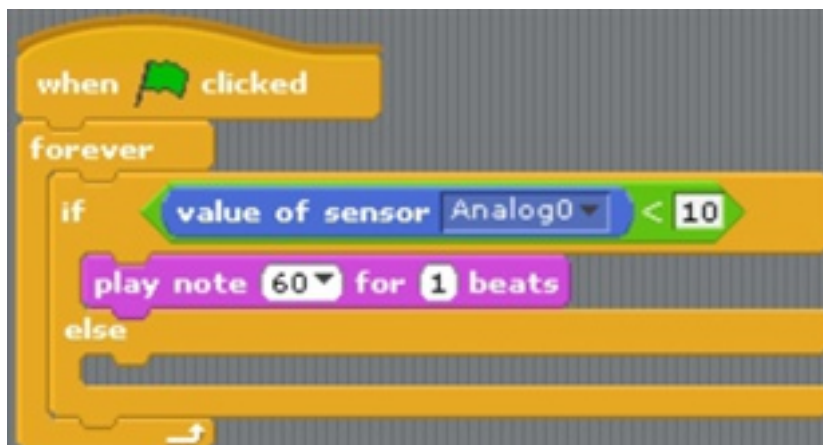 when clicked
forever
if value of sensor Analog0 < 10
play note 60 for 1 beats
else